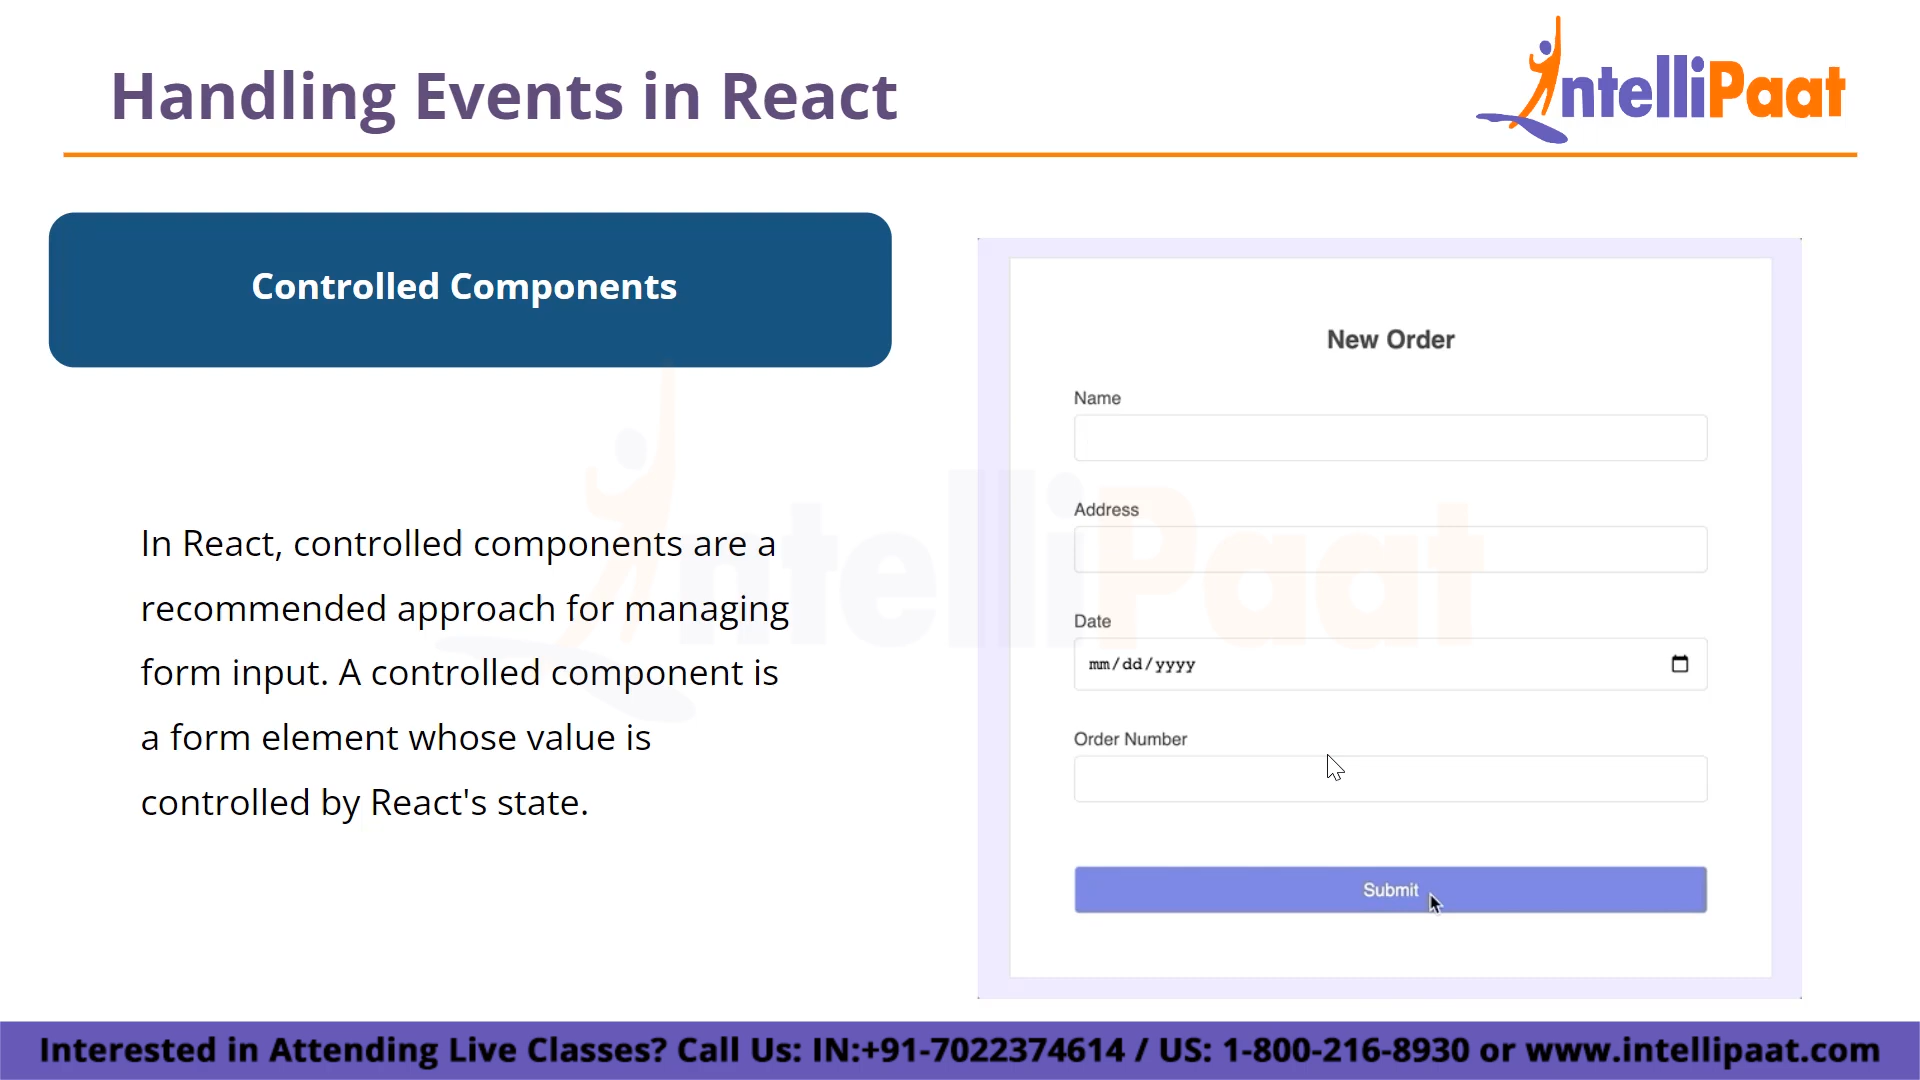 Handling Events in React
IntelliPaat
Controlled Components
In React, controlled components are a
recommended approach for managing
form input. A controlled component is
a form element whose value is
controlled by React's state.
New Order
Name
Address
Date
mm/dd/yyyy
Order Number
Submit
IntelliPaat
Interested in Attending Live Classes? Call Us: IN:+91-7022374614 / US: 1-800-216-8930 or www.intellipaat.com